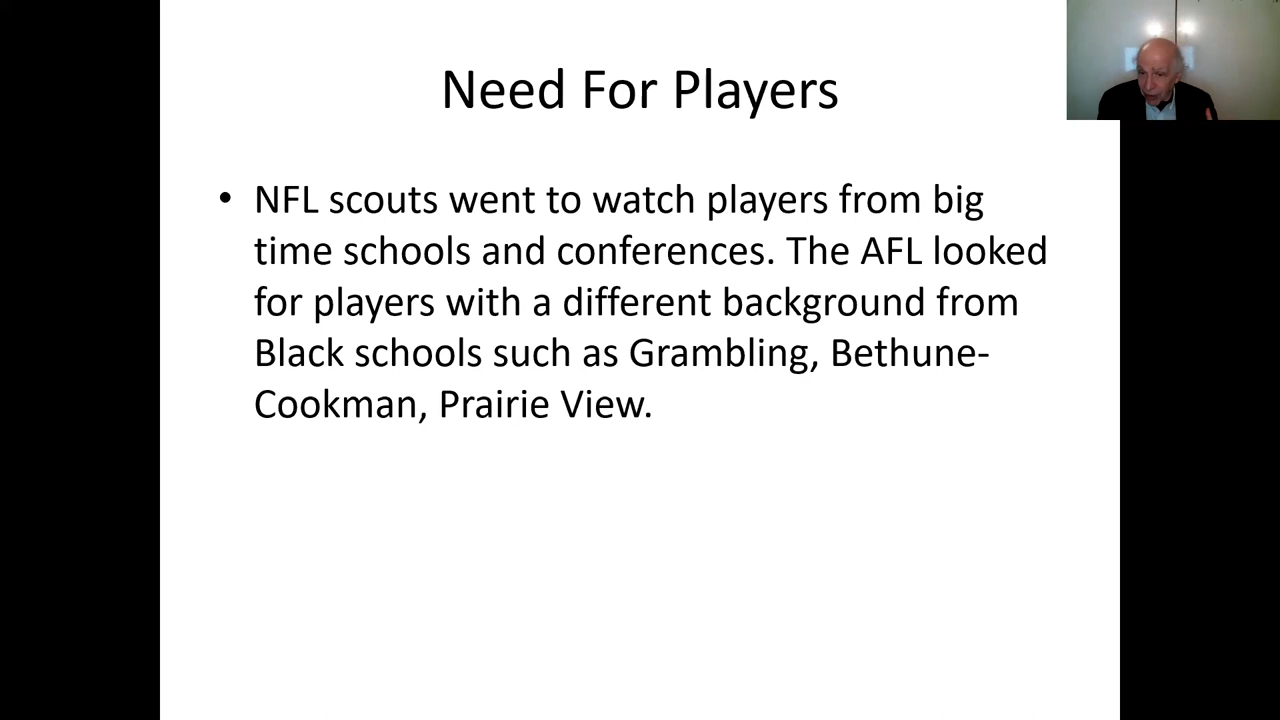 Need For Players
• NFL scouts went to watch players from big
time schools and conferences. The AFL looked
for players with a different background from
Black schools such as Grambling, Bethune-
Cookman, Prairie View.